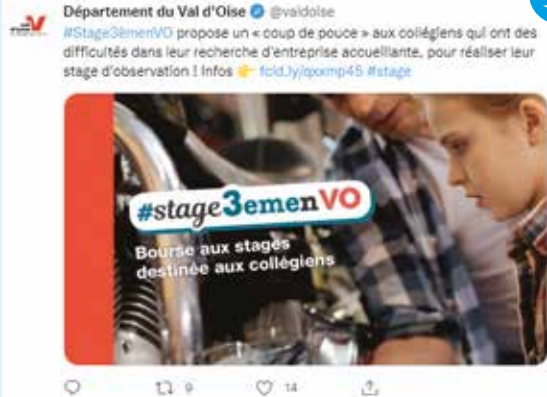 Département du Val d'Oise @valdoise
#Stage3èmenVO propose un « coup de pouce » aux collégiens qui ont des
difficultés dans leur recherche d'entreprise accueillante, pour réaliser leur
stage d'observation ! Infos 👉 #stage
#stage3emenVO
Bourse aux stages
destinée aux collégiens
9 14